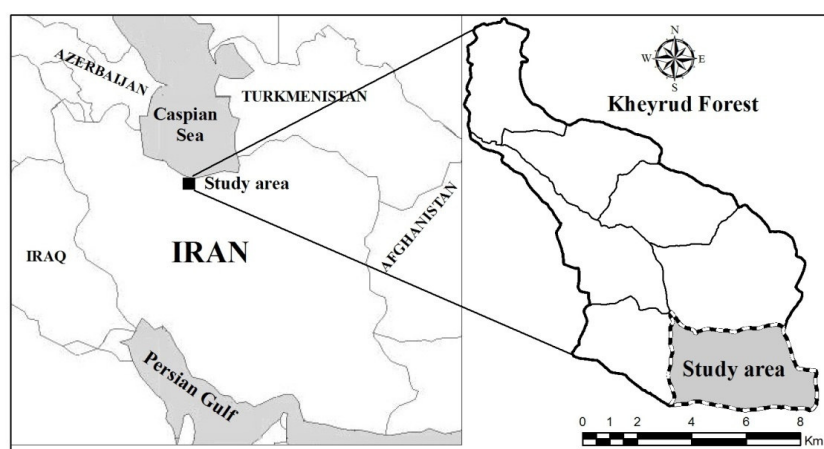 AZERBAIJAN
TURKMENISTAN
Caspian
Sea
Study area
AFGHANISTAN
IRAN
IRAQ
Persian Gulf
N
W E
S
Kheyrud Forest
Study area
0 1 2 4 6 8
Km